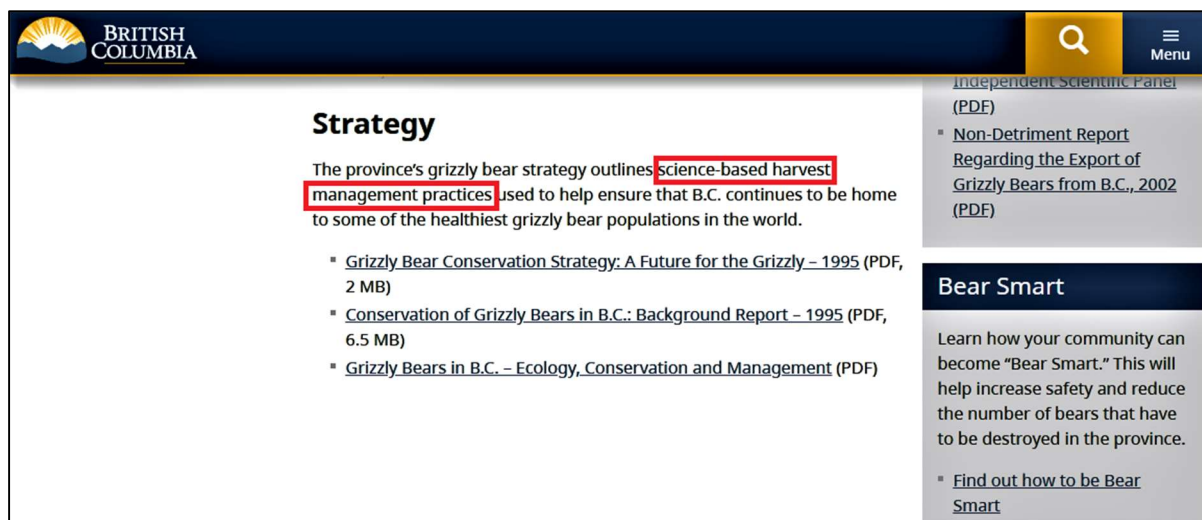 BRITISH
COLUMBIA
Menu
Strategy
The province's grizzly bear strategy outlines science-based harvest
management practices used to help ensure that B.C. continues to be home
to some of the healthiest grizzly bear populations in the world.
Grizzly Bear Conservation Strategy: A Future for the Grizzly – 1995 (PDF,
2 MB)
Conservation of Grizzly Bears in B.C.: Background Report – 1995 (PDF,
6.5 MB)
Grizzly Bears in B.C. – Ecology, Conservation and Management (PDF)
Independent Scientific Panel
(PDF)
Non-Detriment Report
Regarding the Export of
Grizzly Bears from B.C., 2002
(PDF)
Bear Smart
Learn how your community can
become “Bear Smart.” This will
help increase safety and reduce
the number of bears that have
to be destroyed in the province.
Find out how to be Bear
Smart